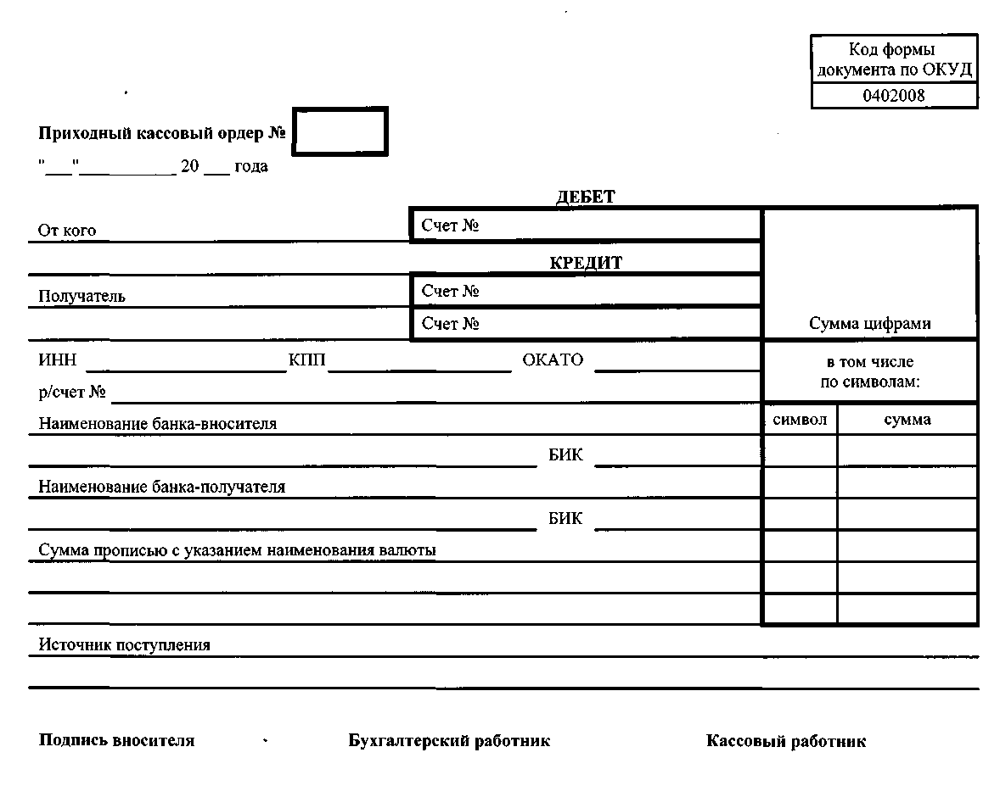 Код формы
документа по ОКУД
0402008
Приходный кассовый ордер №
"___"___________ 20 ___ года
ДЕБЕТ
От кого
Счет №
КРЕДИТ
Получатель
Счет №
Счет №
Сумма цифрами
ИНН КПП ОКАТО
в том числе
по символам:
р/счет №
Наименование банка-вносителя
символ сумма
БИК
Наименование банка-получателя
БИК
Сумма прописью с указанием наименования валюты
Источник поступления
Подпись вносителя Бухгалтерский работник Кассовый работник